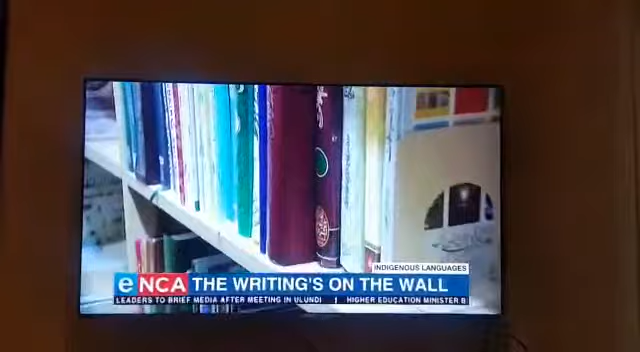 INDIGENOUS LANGUAGES
eNCA THE WRITING'S ON THE WALL
LEADERS TO BRIEF MEDIA AFTER MEETING IN ULUNDI | HIGHER EDUCATION MINISTER B